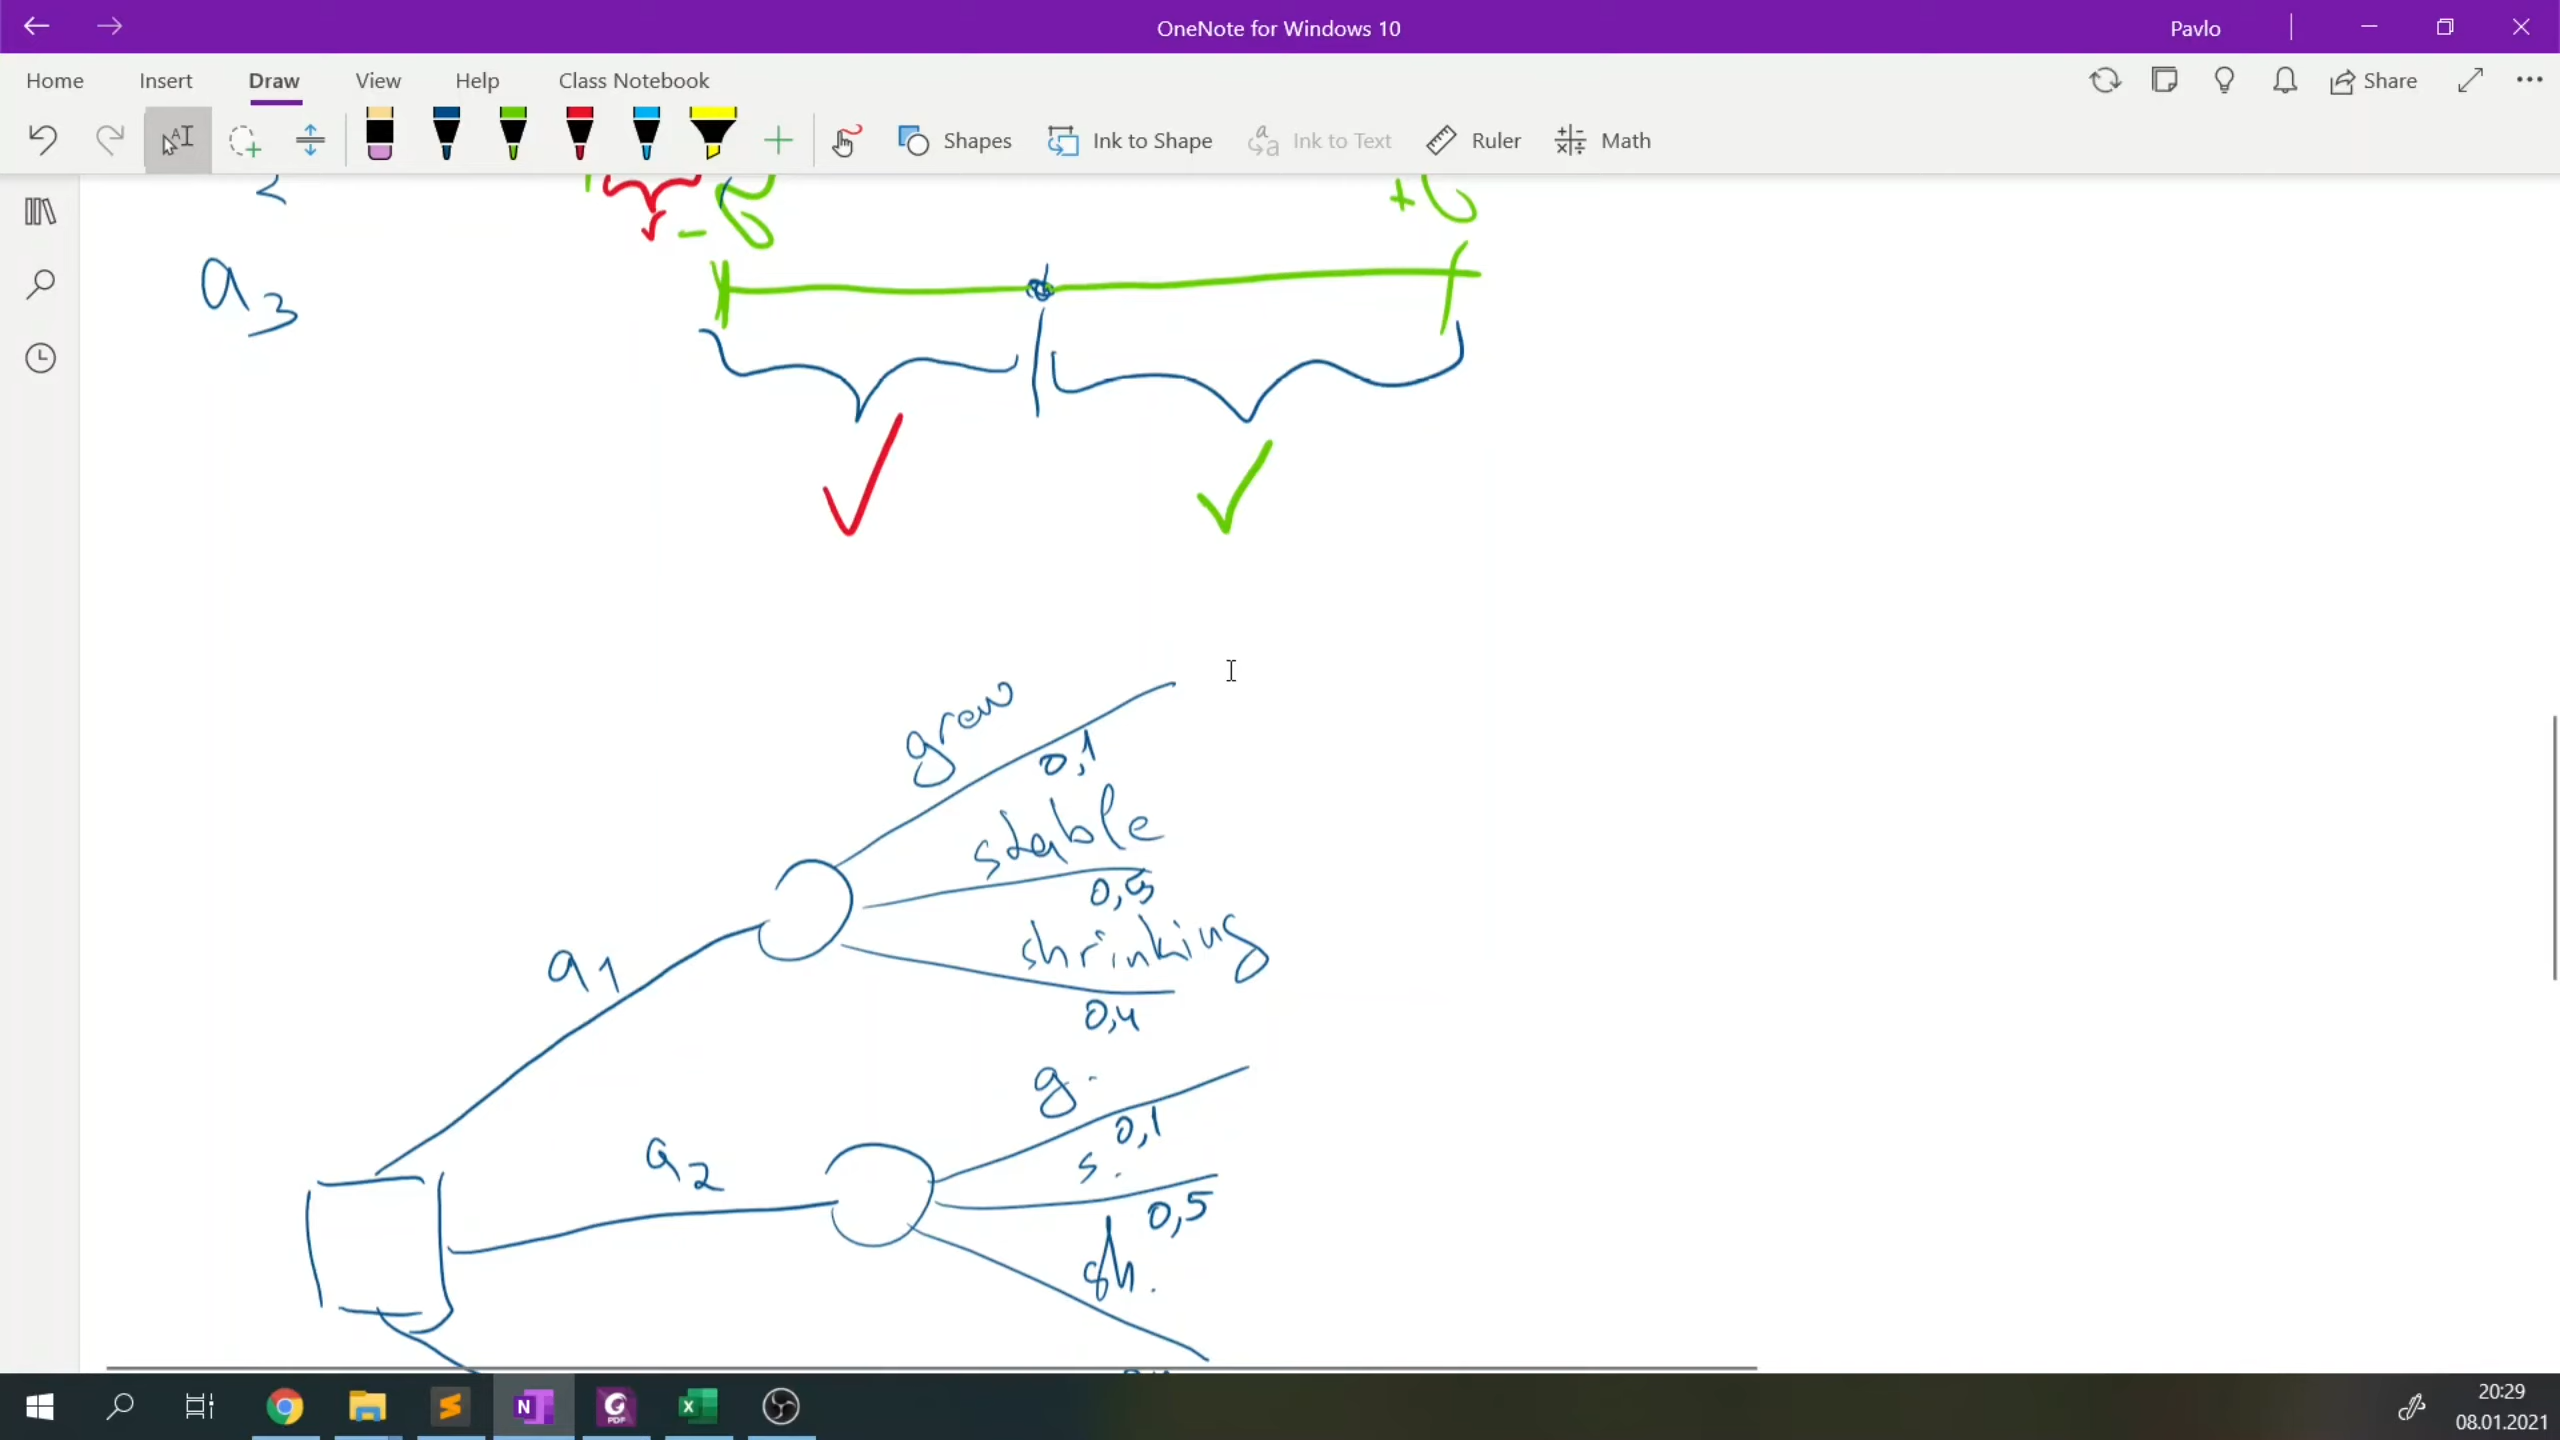 OneNote for Windows 10
Pavlo
Home Insert Draw View Help Class Notebook
Share
Shapes Ink to Shape Ink to Text Ruler Math
2
a3
grow
0,1
stable
0,5
shrinking
0,4
a1
g.
0,1
a2
s.
0,5
sh.
20:29
08.01.2021